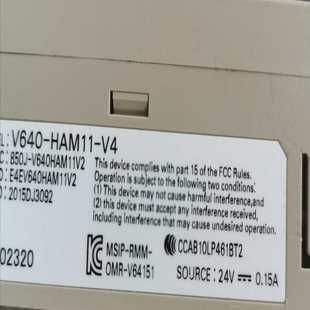 L: V640-HAM11-V4
C: B50J-V640HAM11V2
D: E4EV640HAM11V2
D: 2015DJ3092
This device complies with part 15 of the FCC Rules.
Operation is subject to the following two conditions:
(1) This device may not cause harmful interference,and
(2) this device must accept any interference
received, including interference that may cause
undesired operation.
02320
MSIP-RMM-
OMR-V64151
CCAB10LP461BT2
SOURCE : 24V 0.15A